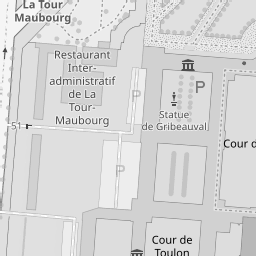 La Tour
Maubourg
Restaurant
Inter-
administratif
de La
Tour-
Maubourg
P
P
Statue
de Gribeauval
51
P
Cour d
Cour de
Toulon